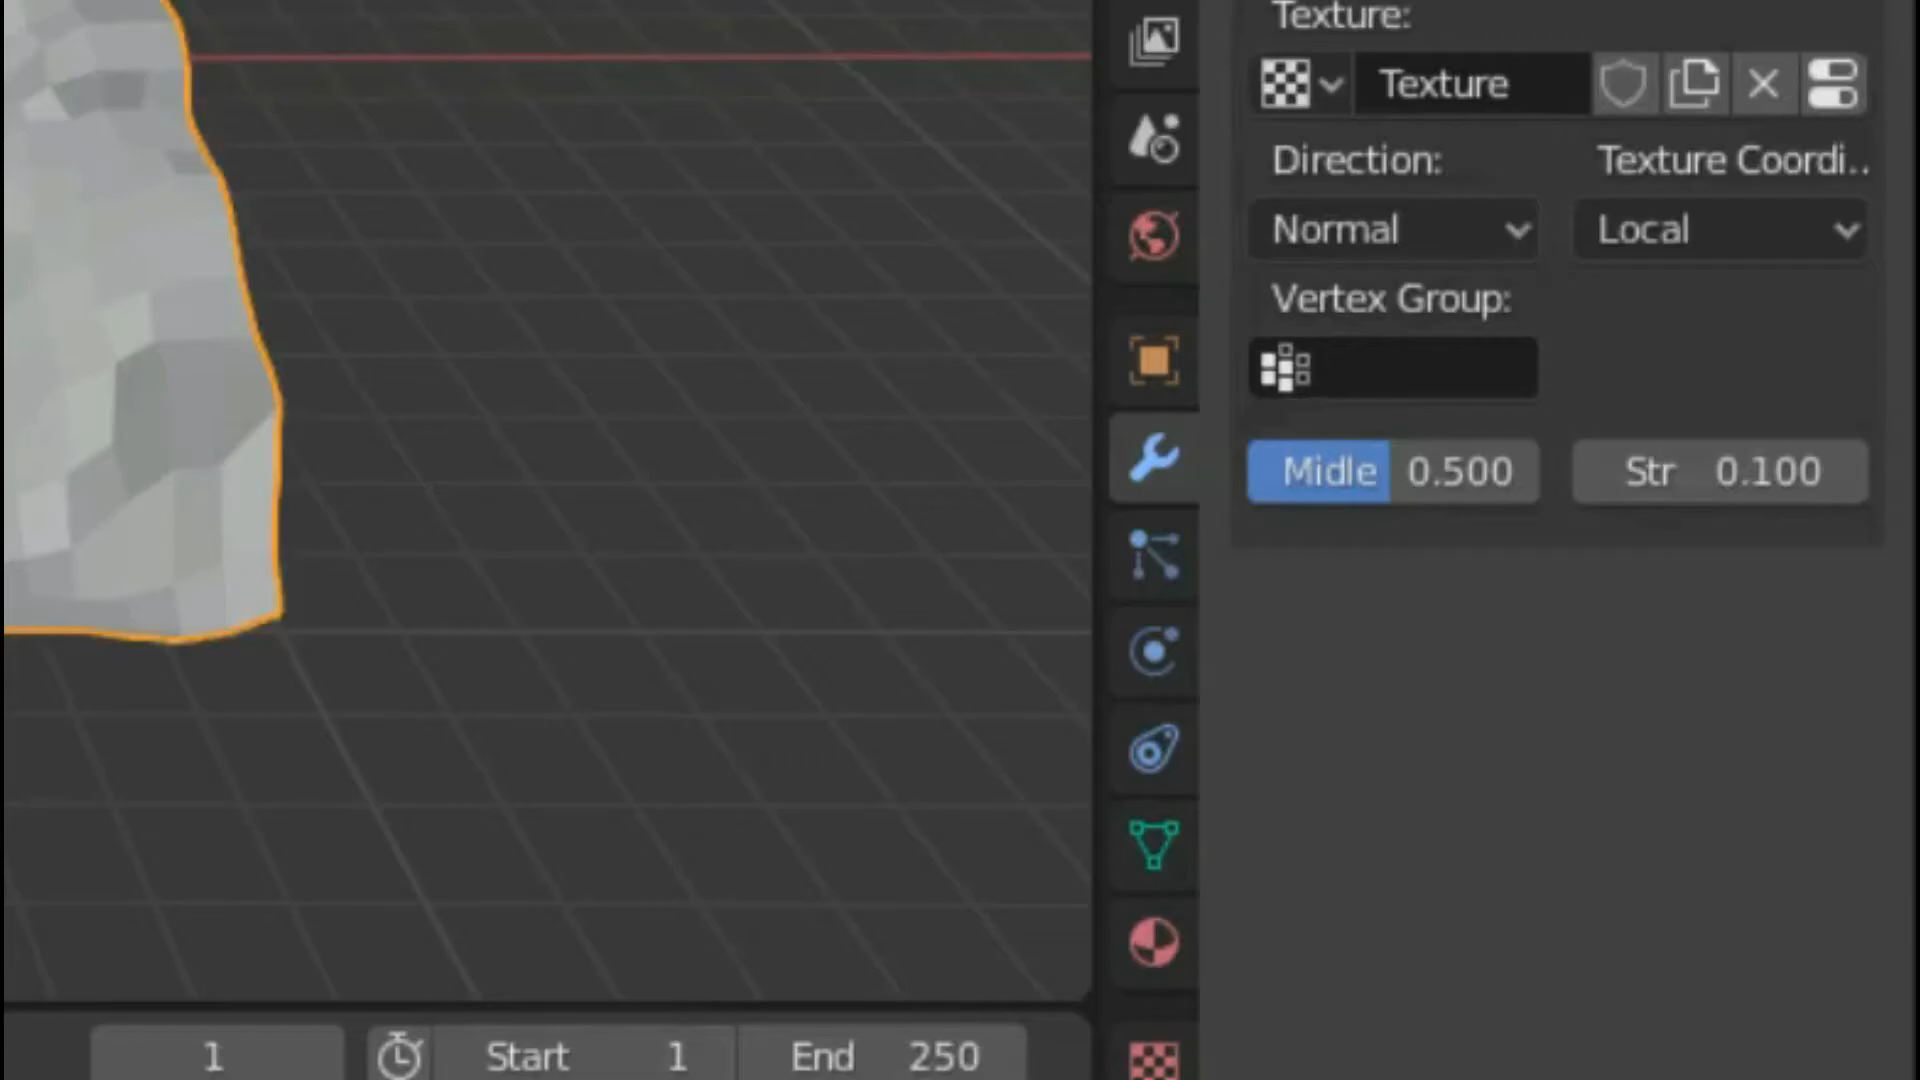 Texture:
Texture
Direction: Texture Coordi..
Normal Local
Vertex Group:
Midle 0.500 Str 0.100
1 Start 1 End 250